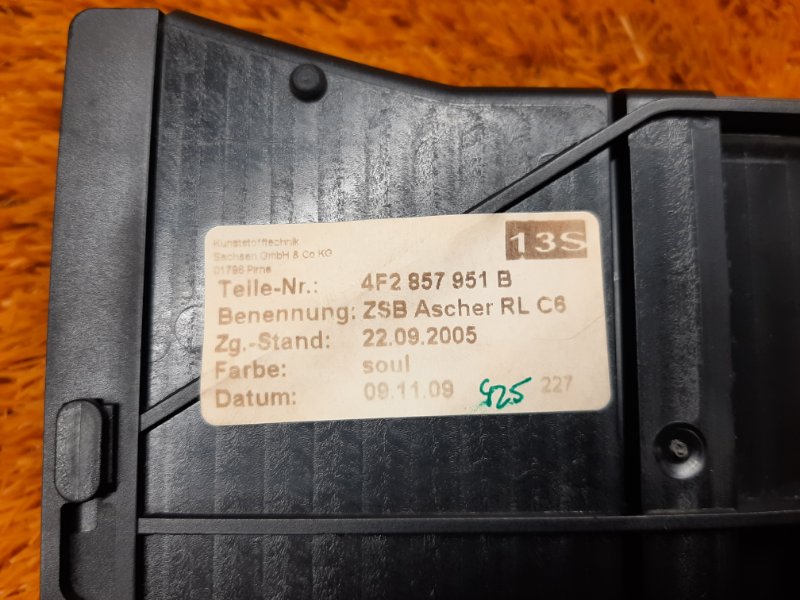 Kunststofftechnik
Sachsen GmbH & Co KG
01796 Pirna
13S
Teile-Nr.: 4F2 857 951 B
Benennung: ZSB Ascher RL C6
Zg.-Stand: 22.09.2005
Farbe: soul
Datum: 09.11.09 227
425